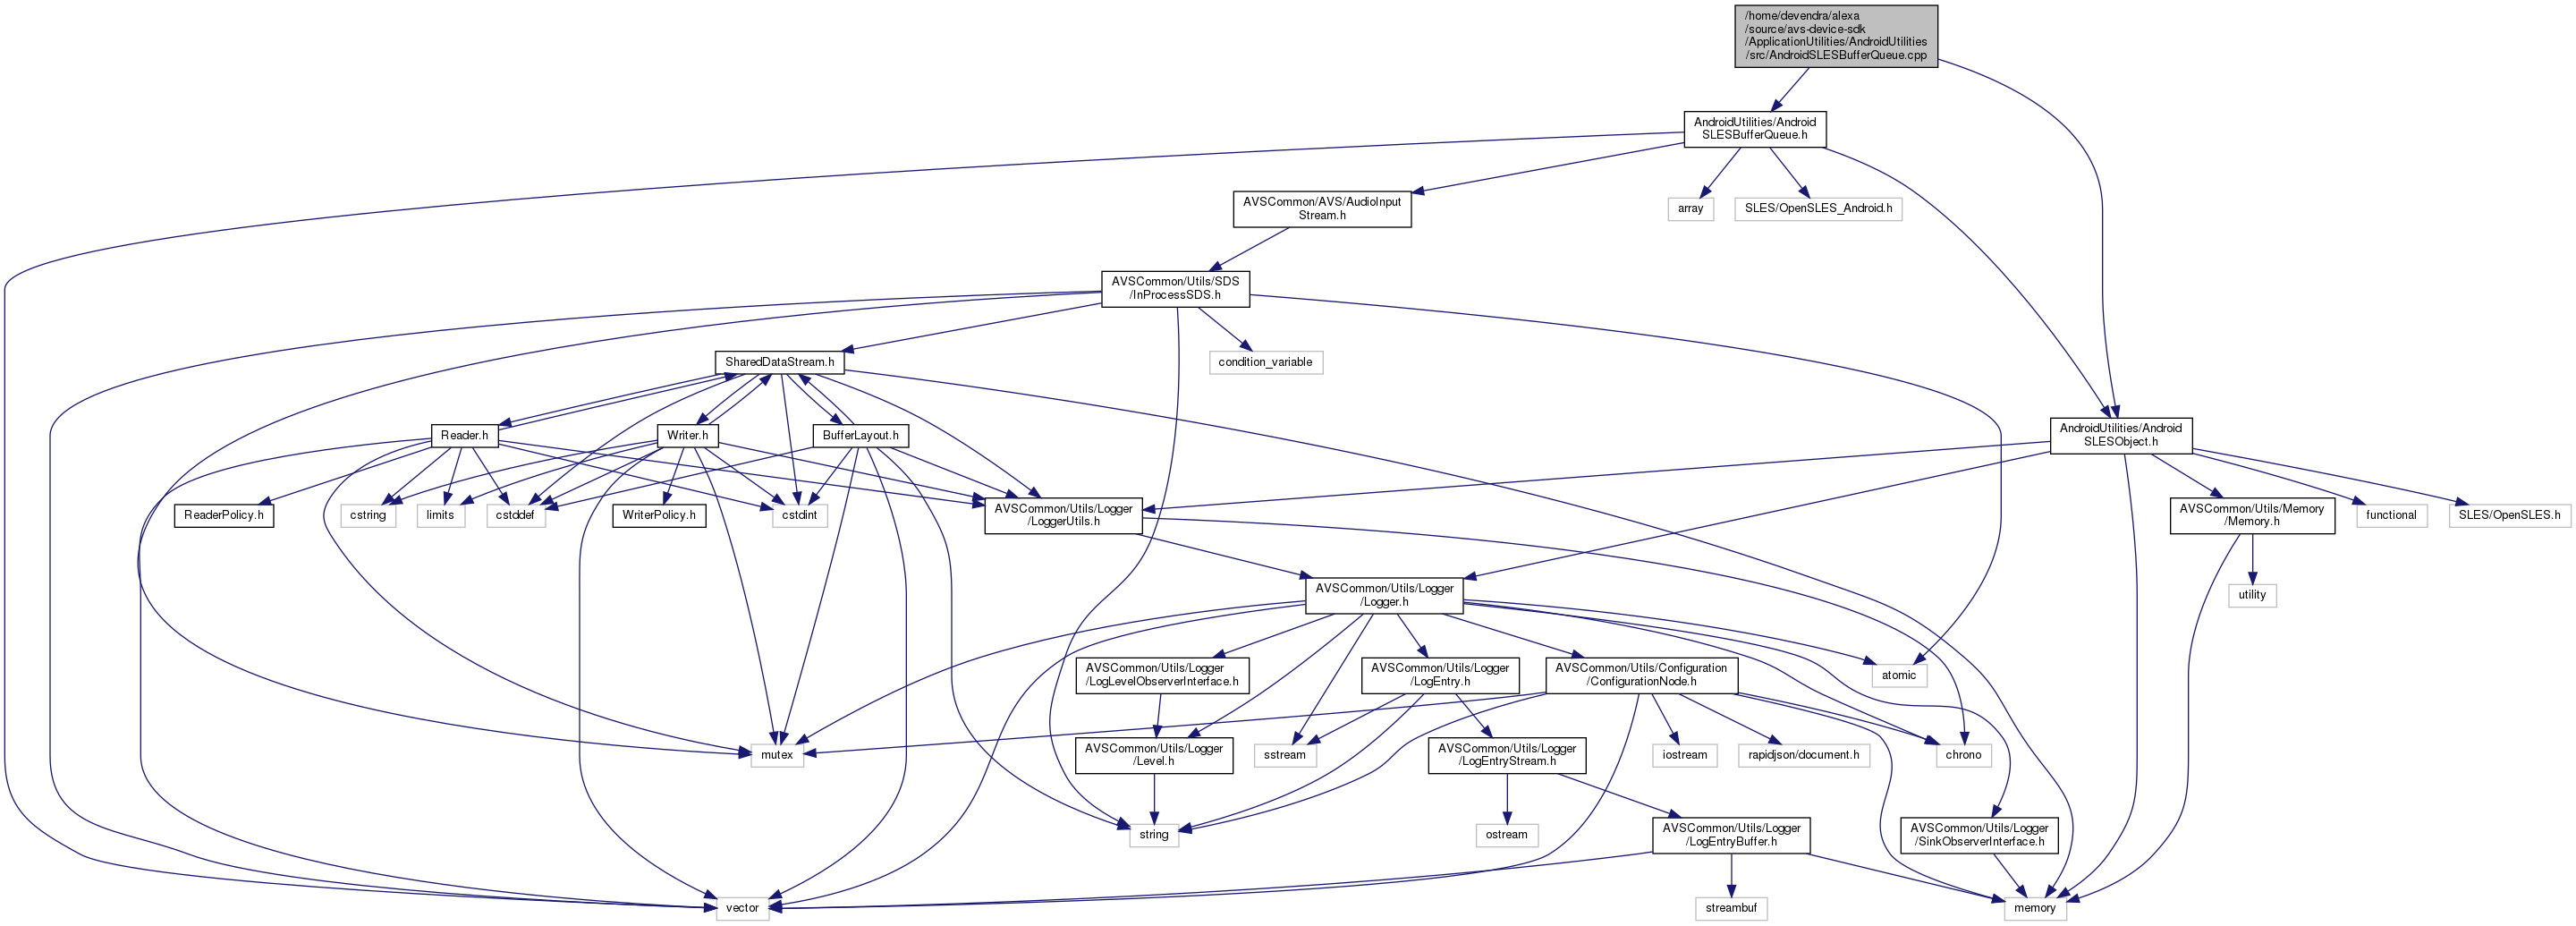 /home/devendra/alexa
/source/avs-device-sdk
/ApplicationUtilities/AndroidUtilities
/src/AndroidSLESBufferQueue.cpp
AndroidUtilities/Android
SLESBufferQueue.h
AVSCommon/AVS/AudioInput
Stream.h
array
SLES/OpenSLES_Android.h
AVSCommon/Utils/SDS
/InProcessSDS.h
SharedDataStream.h
condition_variable
Reader.h
Writer.h
BufferLayout.h
AndroidUtilities/Android
SLESObject.h
ReaderPolicy.h
cstring
limits
cstddef
WriterPolicy.h
cstdint
AVSCommon/Utils/Logger
/LoggerUtils.h
AVSCommon/Utils/Memory
/Memory.h
functional
SLES/OpenSLES.h
AVSCommon/Utils/Logger
/Logger.h
utility
AVSCommon/Utils/Logger
/LogLevelObserverInterface.h
AVSCommon/Utils/Logger
/LogEntry.h
AVSCommon/Utils/Configuration
/ConfigurationNode.h
atomic
mutex
AVSCommon/Utils/Logger
/Level.h
sstream
AVSCommon/Utils/Logger
/LogEntryStream.h
iostream
rapidjson/document.h
chrono
string
ostream
AVSCommon/Utils/Logger
/LogEntryBuffer.h
AVSCommon/Utils/Logger
/SinkObserverInterface.h
vector
streambuf
memory